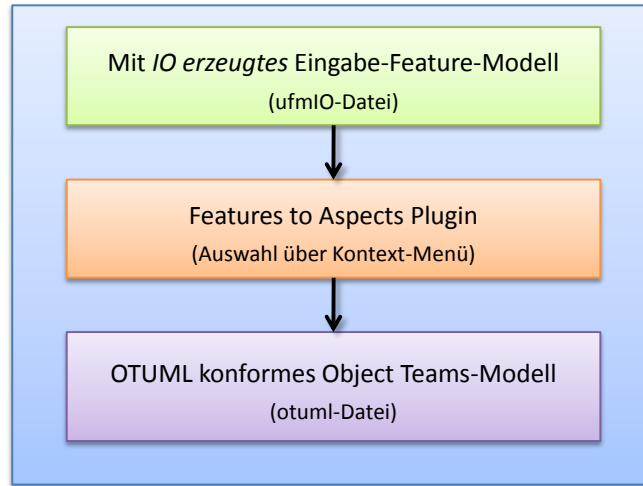 Mit IO erzeugtes Eingabe-Feature-Modell
(ufmIO-Datei)
Features to Aspects Plugin
(Auswahl über Kontext-Menü)
OTUML konformes Object Teams-Modell
(otuml-Datei)